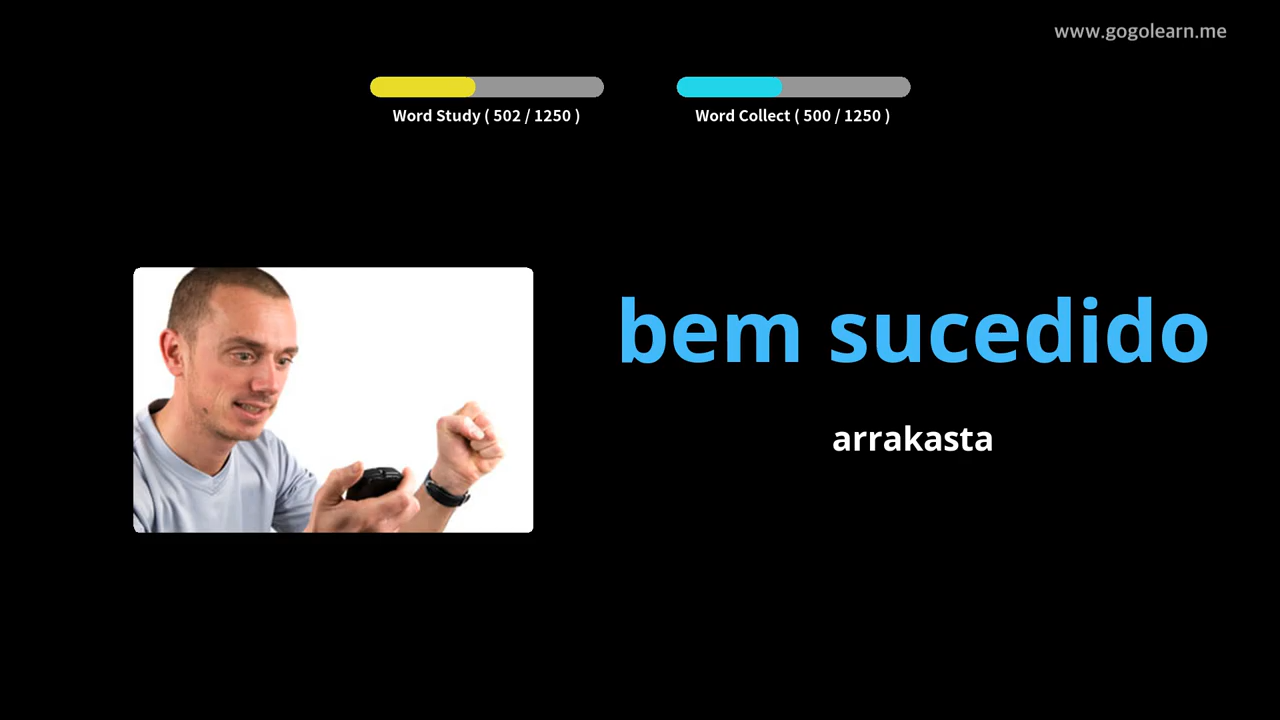 www.gogolearn.me
Word Study ( 502 / 1250 )
Word Collect ( 500 / 1250 )
bem sucedido
arrakasta